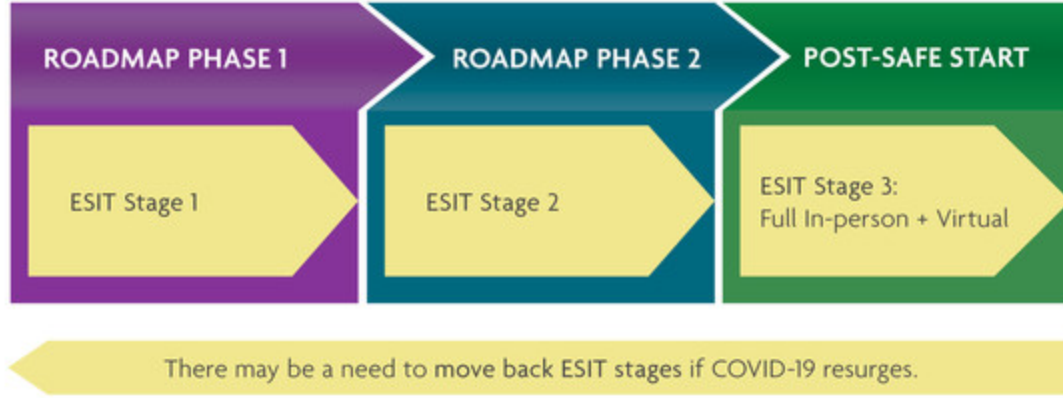 ROADMAP PHASE 1
ROADMAP PHASE 2
POST-SAFE START
ESIT Stage 1
ESIT Stage 2
ESIT Stage 3:
Full In-person + Virtual
There may be a need to move back ESIT stages if COVID-19 resurges.